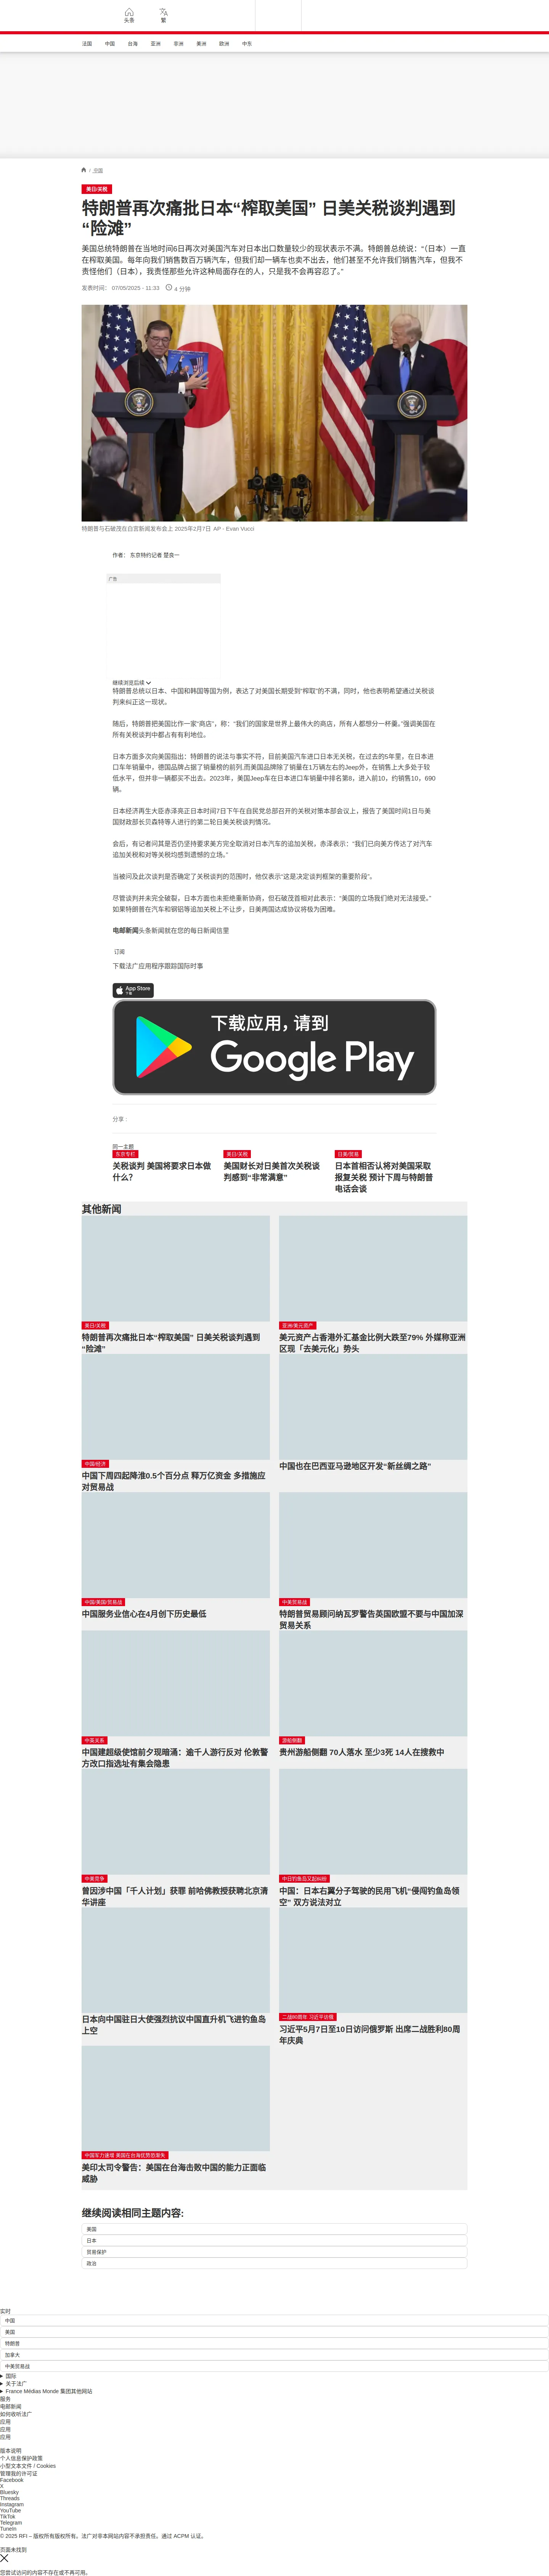 头条
繁
法国
中国
台海
亚洲
非洲
美洲
欧洲
中东
/ 中国
美日/关税
特朗普再次痛批日本“榨取美国” 日美关税谈判遇到
“险滩”
美国总统特朗普在当地时间6日再次对美国汽车对日本出口数量较少的现状表示不满。特朗普总统说：“（日本）一直
在榨取美国。每年向我们销售数百万辆汽车，但我们却一辆车也卖不出去，他们甚至不允许我们销售汽车，但我不
责怪他们（日本），我责怪那些允许这种局面存在的人，只是我不会再容忍了。”
发表时间： 07/05/2025 - 11:33 4 分钟
特朗普与石破茂在白宫新闻发布会上 2025年2月7日 AP - Evan Vucci
作者： 东京特约记者 楚良一
广告
继续浏览后续
特朗普总统以日本、中国和韩国等国为例，表达了对美国长期受到“榨取”的不满，同时，他也表明希望通过关税谈
判来纠正这一现状。
随后，特朗普把美国比作一家“商店”，称：“我们的国家是世界上最伟大的商店，所有人都想分一杯羹。”强调美国在
所有关税谈判中都占有有利地位。
日本方面多次向美国指出：特朗普的说法与事实不符，目前美国汽车进口日本无关税，在过去的5年里，在日本进
口车年销量中，德国品牌占据了销量榜的前列,而美国品牌除了销量在1万辆左右的Jeep外，在销售上大多处于较
低水平，但并非一辆都买不出去。2023年，美国Jeep车在日本进口车销量中排名第8，进入前10，约销售10，690
辆。
日本经济再生大臣赤泽亮正日本时间7日下午在自民党总部召开的关税对策本部会议上，报告了美国时间1日与美
国财政部长贝森特等人进行的第二轮日美关税谈判情况。
会后，有记者问其是否仍坚持要求美方完全取消对日本汽车的追加关税。赤泽表示：“我们已向美方传达了对汽车
追加关税和对等关税均感到遗憾的立场。”
当被问及此次谈判是否确定了关税谈判的范围时，他仅表示“这是决定谈判框架的重要阶段”。
尽管谈判并未完全破裂，日本方面也未拒绝重新协商，但石破茂首相对此表示：“美国的立场我们绝对无法接受。”
如果特朗普在汽车和钢铝等追加关税上不让步，日美两国达成协议将极为困难。
电邮新闻头条新闻就在您的每日新闻信里
订阅
下载法广应用程序跟踪国际时事
App Store
下载应用，请到
Google Play
分享 :
同一主题
东京专栏
关税谈判 美国将要求日本做
什么？
美日/关税
美国财长对日美首次关税谈
判感到“非常满意”
日美/贸易
日本首相否认将对美国采取
报复关税 预计下周与特朗普
电话会谈
其他新闻
美日/关税
特朗普再次痛批日本“榨取美国” 日美关税谈判遇到
“险滩”
亚洲/美元资产
美元资产占香港外汇基金比例大跌至79% 外媒称亚洲
区现「去美元化」势头
中国/经济
中国下周四起降准0.5个百分点 释万亿资金 多措施应
对贸易战
中国也在巴西亚马逊地区开发“新丝绸之路”
中国/美国/贸易战
中国服务业信心在4月创下历史最低
中美贸易战
特朗普贸易顾问纳瓦罗警告英国欧盟不要与中国加深
贸易关系
中英关系
中国建超级使馆前夕现暗涌：逾千人游行反对 伦敦警
方改口指选址有集会隐患
游船侧翻
贵州游船侧翻 70人落水 至少3死 14人在搜救中
中美竞争
曾因涉中国「千人计划」获罪 前哈佛教授获聘北京清
华讲座
中日钓鱼岛又起纠纷
中国：日本右翼分子驾驶的民用飞机“侵闯钓鱼岛领
空” 双方说法对立
日本向中国驻日大使强烈抗议中国直升机飞进钓鱼岛
上空
二战80周年 习近平访俄
习近平5月7日至10日访问俄罗斯 出席二战胜利80周
年庆典
中国军力速增 美国在台海优势恐渐失
美印太司令警告：美国在台海击败中国的能力正面临
威胁
继续阅读相同主题内容:
美国
日本
贸易保护
政治
实时
中国
美国
特朗普
加拿大
中美贸易战
国际
关于法广
France Médias Monde 集团其他网站
服务
电邮新闻
如何收听法广
应用
应用
应用
版本说明
个人信息保护政策
小型文本文件 / Cookies
管理我的许可证
Facebook
X
Bluesky
Threads
Instagram
YouTube
TikTok
Telegram
TuneIn
© 2025 RFI – 版权所有版权所有。法广对非本网站内容不承担责任。通过 ACPM 认证。
页面未找到
您尝试访问的内容不存在或不再可用。